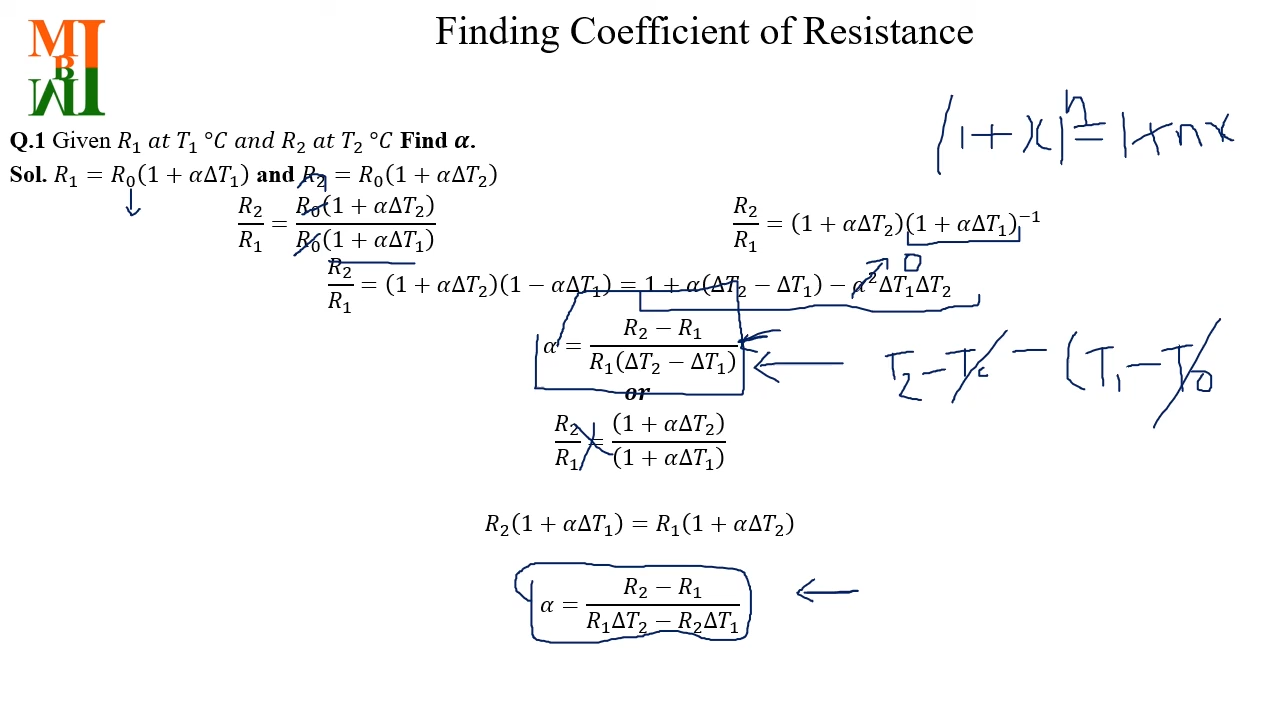 Finding Coefficient of Resistance
MI
B
MI
(1+x)^n = 1+nx
Q.1 Given R₁ at T₁ °C and R₂ at T₂ °C Find α.
Sol. R₁ = R₀(1 + αΔT₁) and R₂ = R₀(1 + αΔT₂)
R₂/R₁ = R₀(1 + αΔT₂)/R₀(1 + αΔT₁)
R₂/R₁ = (1 + αΔT₂)(1 + αΔT₁)⁻¹
0
R₂/R₁ = (1 + αΔT₂)(1 − αΔT₁) = 1 + α(ΔT₂ − ΔT₁) − α²ΔT₁ΔT₂
α = (R₂ − R₁)/(R₁(ΔT₂ − ΔT₁))
T₂ − T₀ − (T₁ − T₀
or
R₂/R₁ = (1 + αΔT₂)/(1 + αΔT₁)
R₂(1 + αΔT₁) = R₁(1 + αΔT₂)
α = (R₂ − R₁)/(R₁ΔT₂ − R₂ΔT₁)